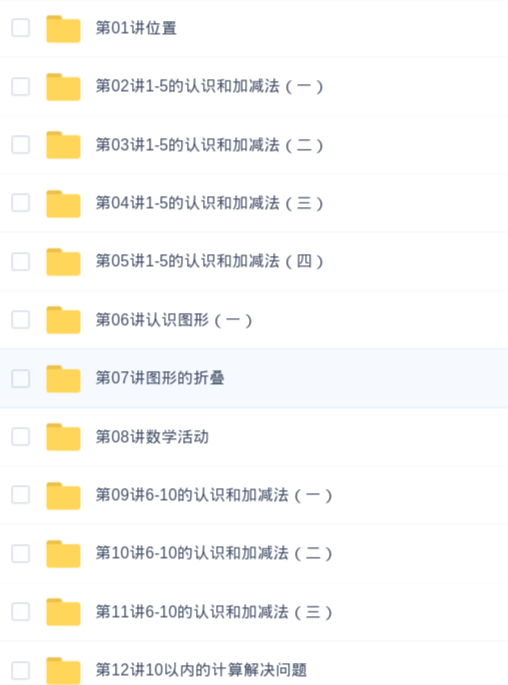 第01讲位置
第02讲1-5的认识和加减法（一）
第03讲1-5的认识和加减法（二）
第04讲1-5的认识和加减法（三）
第05讲1-5的认识和加减法（四）
第06讲认识图形（一）
第07讲图形的折叠
第08讲数学活动
第09讲6-10的认识和加减法（一）
第10讲6-10的认识和加减法（二）
第11讲6-10的认识和加减法（三）
第12讲10以内的计算解决问题